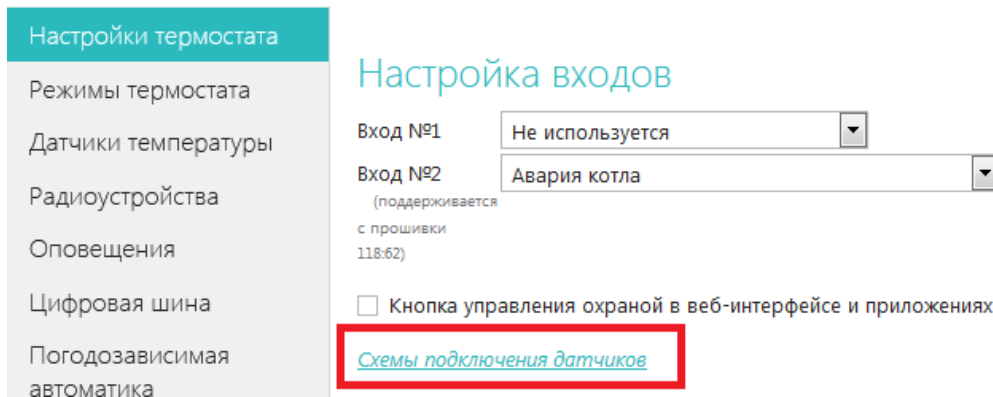 Настройки термостата
Режимы термостата
Датчики температуры
Радиоустройства
Оповещения
Цифровая шина
Погодозависимая
автоматика
Настройка входов
Вход №1 Не используется
Вход №2 Авария котла
(поддерживается
с прошивки
118:62)
Кнопка управления охраной в веб-интерфейсе и приложениях
Схемы подключения датчиков